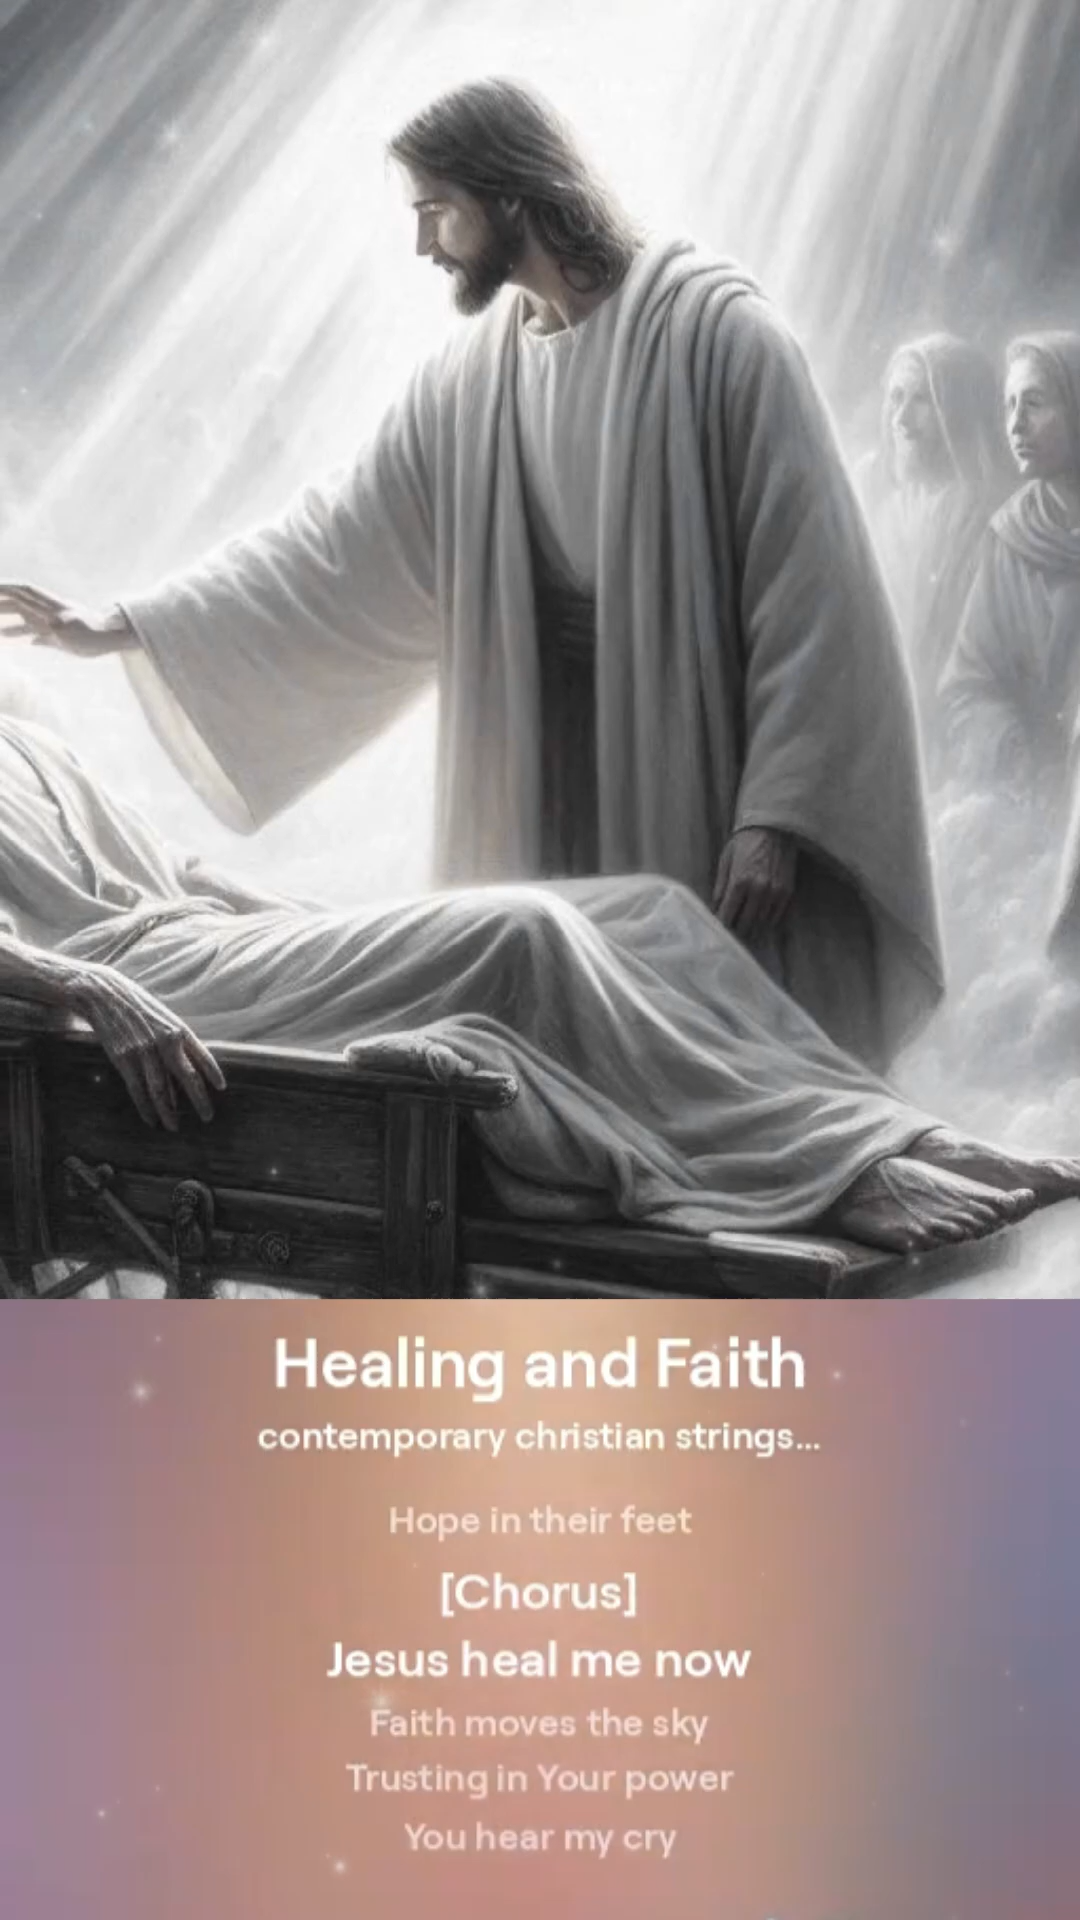 Healing and Faith
contemporary christian strings...
Hope in their feet
[Chorus]
Jesus heal me now
Faith moves the sky
Trusting in Your power
You hear my cry